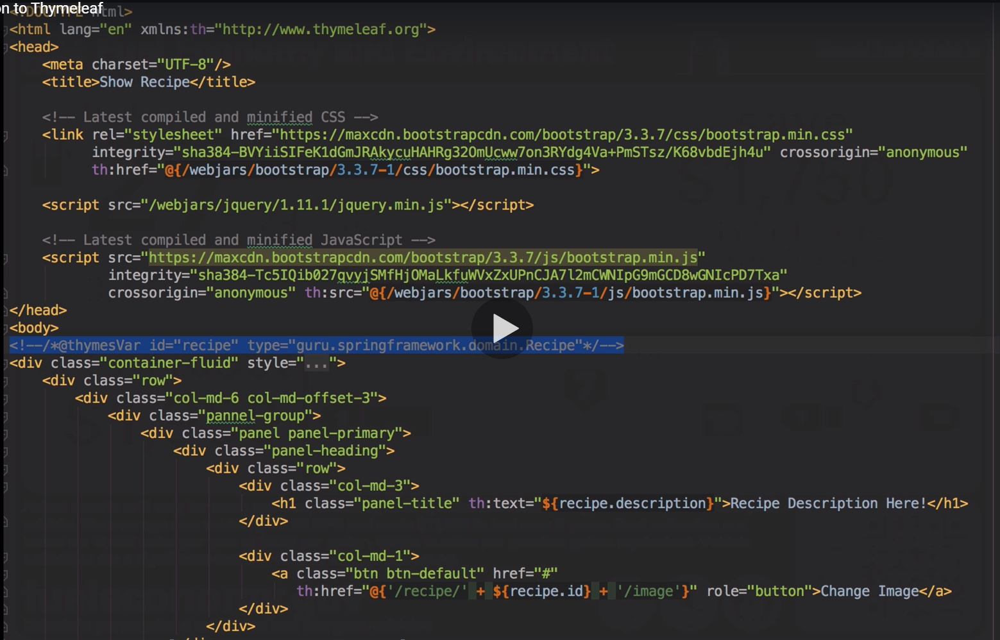 on to Thymeleaf
<!DOCTYPE html>
<html lang="en" xmlns:th="http://www.thymeleaf.org">
<head>
    <meta charset="UTF-8"/>
    <title>Show Recipe</title>

    <!-- Latest compiled and minified CSS -->
    <link rel="stylesheet" href="https://maxcdn.bootstrapcdn.com/bootstrap/3.3.7/css/bootstrap.min.css"
          integrity="sha384-BVYiiSIFeK1dGmJRAkycuHAHRg32OmUcww7on3RYdg4Va+PmSTsz/K68vbdEjh4u" crossorigin="anonymous"
          th:href="@{/webjars/bootstrap/3.3.7-1/css/bootstrap.min.css}">

    <script src="/webjars/jquery/1.11.1/jquery.min.js"></script>

    <!-- Latest compiled and minified JavaScript -->
    <script src="https://maxcdn.bootstrapcdn.com/bootstrap/3.3.7/js/bootstrap.min.js"
            integrity="sha384-Tc5IQib027qvyjSMfHjOMaLkfuWVxZxUPnCJA7l2mCWNIpG9mGCD8wGNIcPD7Txa"
            crossorigin="anonymous" th:src="@{/webjars/bootstrap/3.3.7-1/js/bootstrap.min.js}"></script>
</head>
<body>
<!--/*@thymesVar id="recipe" type="guru.springframework.domain.Recipe"*/-->
<div class="container-fluid" style="...">
    <div class="row">
        <div class="col-md-6 col-md-offset-3">
            <div class="pannel-group">
                <div class="panel panel-primary">
                    <div class="panel-heading">
                        <div class="row">
                            <div class="col-md-3">
                                <h1 class="panel-title" th:text="${recipe.description}">Recipe Description Here!</h1>
                            </div>

                            <div class="col-md-1">
                                <a class="btn btn-default" href="#"
                                   th:href="@{'/recipe/' + ${recipe.id} + '/image'}" role="button">Change Image</a>
                            </div>
                        </div>